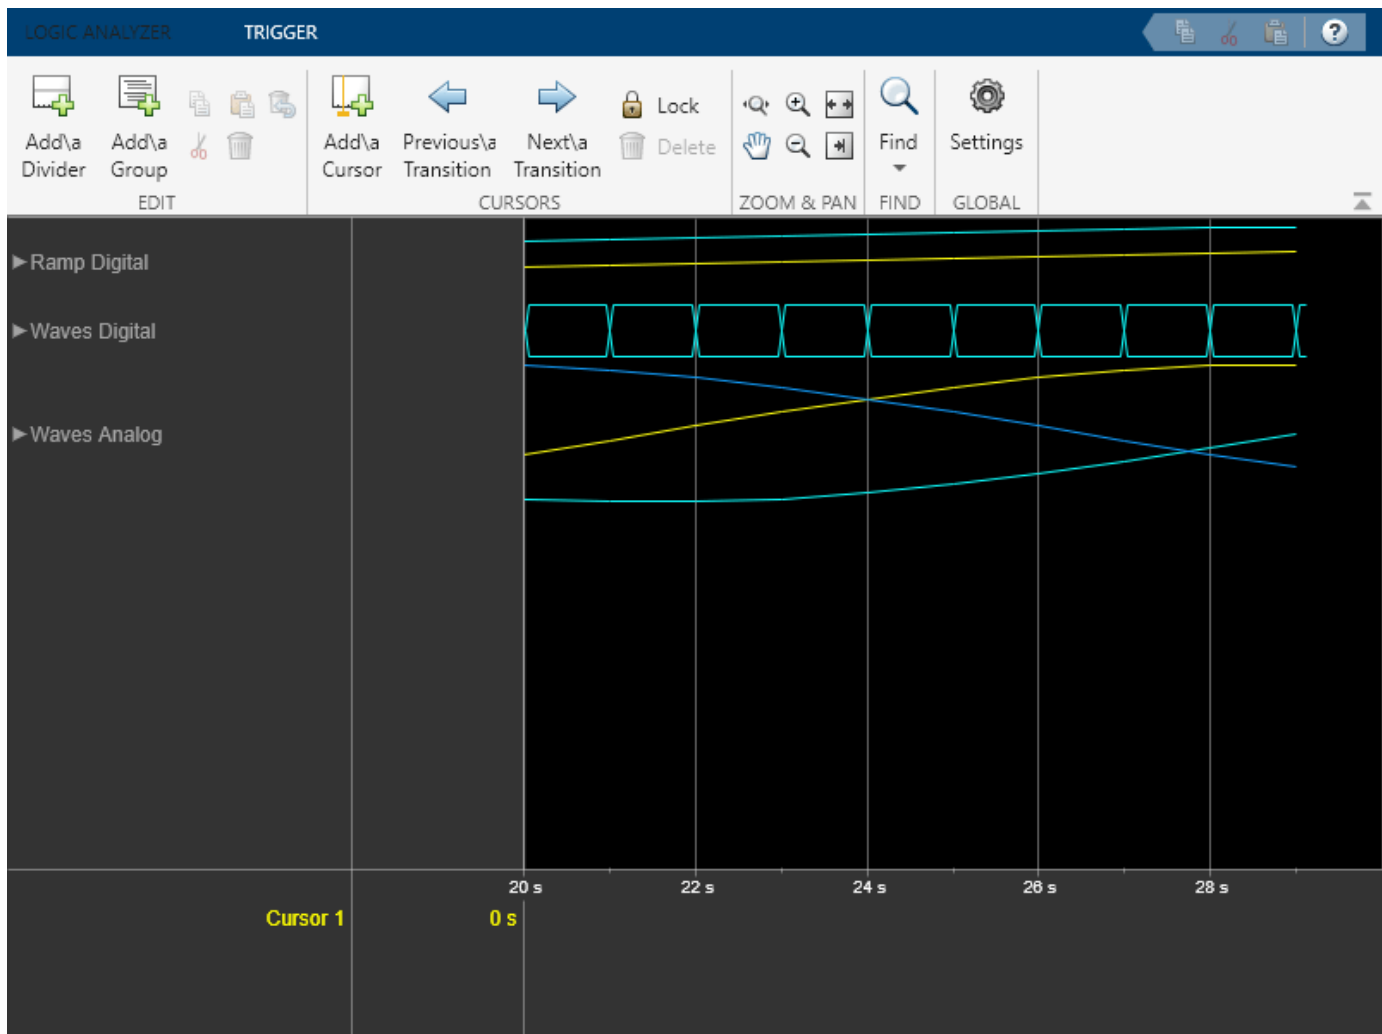 LOGIC ANALYZER TRIGGER
Add\a Divider
Add\a Group
Add\a Cursor
Previous\a Transition
Next\a Transition
Lock
Delete
Find
Settings
EDIT CURSORS ZOOM & PAN FIND GLOBAL
Ramp Digital
Waves Digital
Waves Analog
20 s 22 s 24 s 26 s 28 s
Cursor 1 0 s